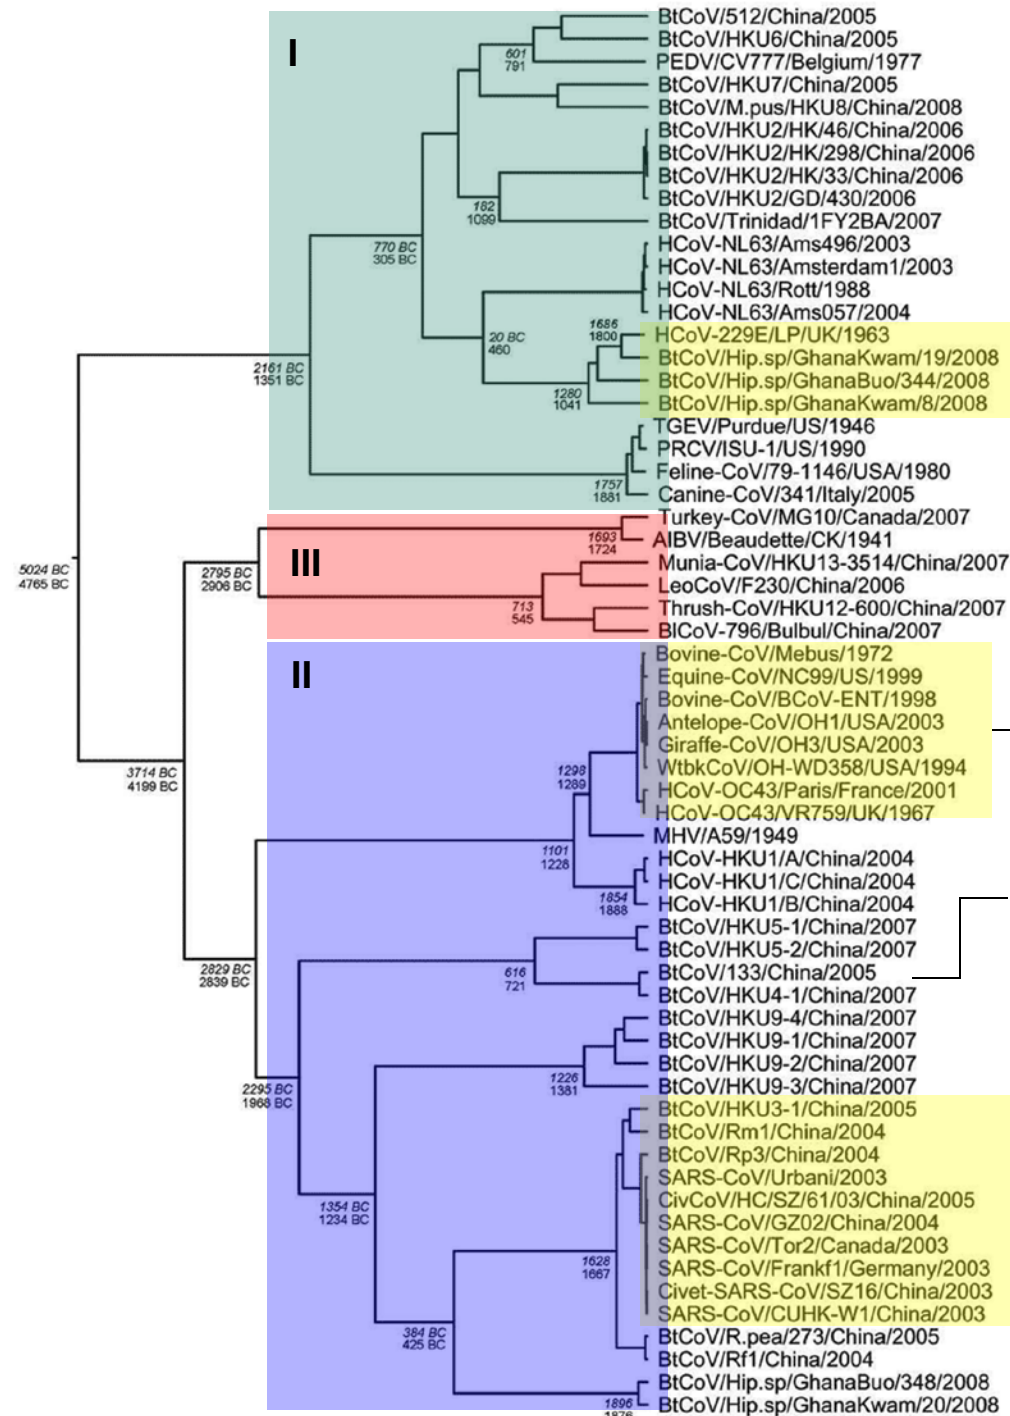 I
BtCoV/512/China/2005
BtCoV/HKU6/China/2005
601
791
PEDV/CV777/Belgium/1977
BtCoV/HKU7/China/2005
BtCoV/M.pus/HKU8/China/2008
BtCoV/HKU2/HK/46/China/2006
BtCoV/HKU2/HK/298/China/2006
BtCoV/HKU2/HK/33/China/2006
BtCoV/HKU2/GD/430/2006
182
1099
BtCoV/Trinidad/1FY2BA/2007
770 BC
305 BC
HCoV-NL63/Ams496/2003
HCoV-NL63/Amsterdam1/2003
HCoV-NL63/Rott/1988
HCoV-NL63/Ams057/2004
20 BC
460
1686
1800
HCoV-229E/LP/UK/1963
BtCoV/Hip.sp/GhanaKwam/19/2008
BtCoV/Hip.sp/GhanaBuo/344/2008
BtCoV/Hip.sp/GhanaKwam/8/2008
2161 BC
1351 BC
1280
1041
TGEV/Purdue/US/1946
PRCV/ISU-1/US/1990
Feline-CoV/79-1146/USA/1980
Canine-CoV/341/Italy/2005
1757
1881
III
Turkey-CoV/MG10/Canada/2007
AIBV/Beaudette/CK/1941
1693
1724
5024 BC
4765 BC
2795 BC
2906 BC
Munia-CoV/HKU13-3514/China/2007
LeoCoV/F230/China/2006
Thrush-CoV/HKU12-600/China/2007
BlCoV-796/Bulbul/China/2007
713
545
II
Bovine-CoV/Mebus/1972
Equine-CoV/NC99/US/1999
Bovine-CoV/BCoV-ENT/1998
Antelope-CoV/OH1/USA/2003
Giraffe-CoV/OH3/USA/2003
WtbkCoV/OH-WD358/USA/1994
HCoV-OC43/Paris/France/2001
HCoV-OC43/VR759/UK/1967
3714 BC
4199 BC
1298
1289
MHV/A59/1949
1101
1228
HCoV-HKU1/A/China/2004
HCoV-HKU1/C/China/2004
HCoV-HKU1/B/China/2004
1854
1888
BtCoV/HKU5-1/China/2007
BtCoV/HKU5-2/China/2007
BtCoV/133/China/2005
BtCoV/HKU4-1/China/2007
2829 BC
2839 BC
616
721
BtCoV/HKU9-4/China/2007
BtCoV/HKU9-1/China/2007
BtCoV/HKU9-2/China/2007
BtCoV/HKU9-3/China/2007
2295 BC
1968 BC
1226
1381
BtCoV/HKU3-1/China/2005
BtCoV/Rm1/China/2004
BtCoV/Rp3/China/2004
SARS-CoV/Urbani/2003
CivCoV/HC/SZ/61/03/China/2005
SARS-CoV/GZ02/China/2004
SARS-CoV/Tor2/Canada/2003
SARS-CoV/Frankf1/Germany/2003
Civet-SARS-CoV/SZ16/China/2003
SARS-CoV/CUHK-W1/China/2003
1354 BC
1234 BC
1628
1667
384 BC
425 BC
BtCoV/R.pea/273/China/2005
BtCoV/Rf1/China/2004
BtCoV/Hip.sp/GhanaBuo/348/2008
BtCoV/Hip.sp/GhanaKwam/20/2008
1896